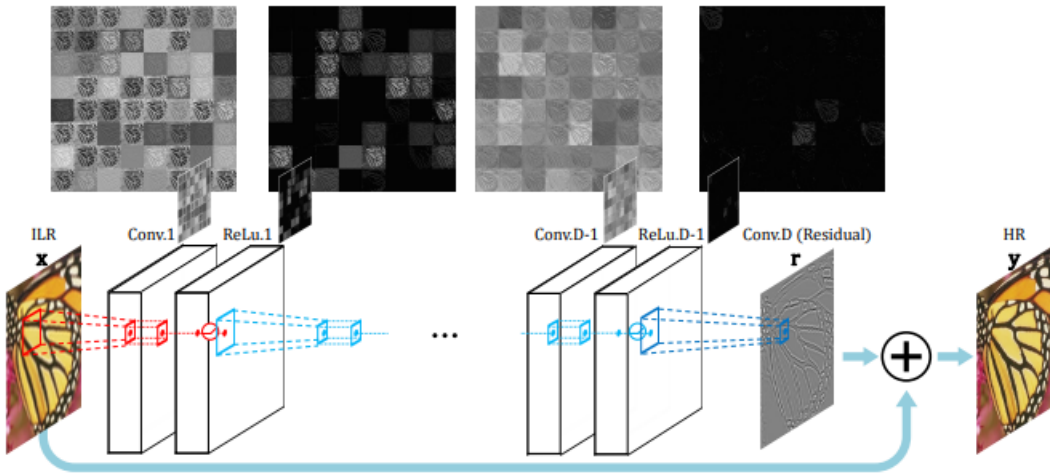 Conv.1
ReLu.1
Conv.D-1
ReLu.D-1
Conv.D (Residual)
ILR
x
r
HR
y
...